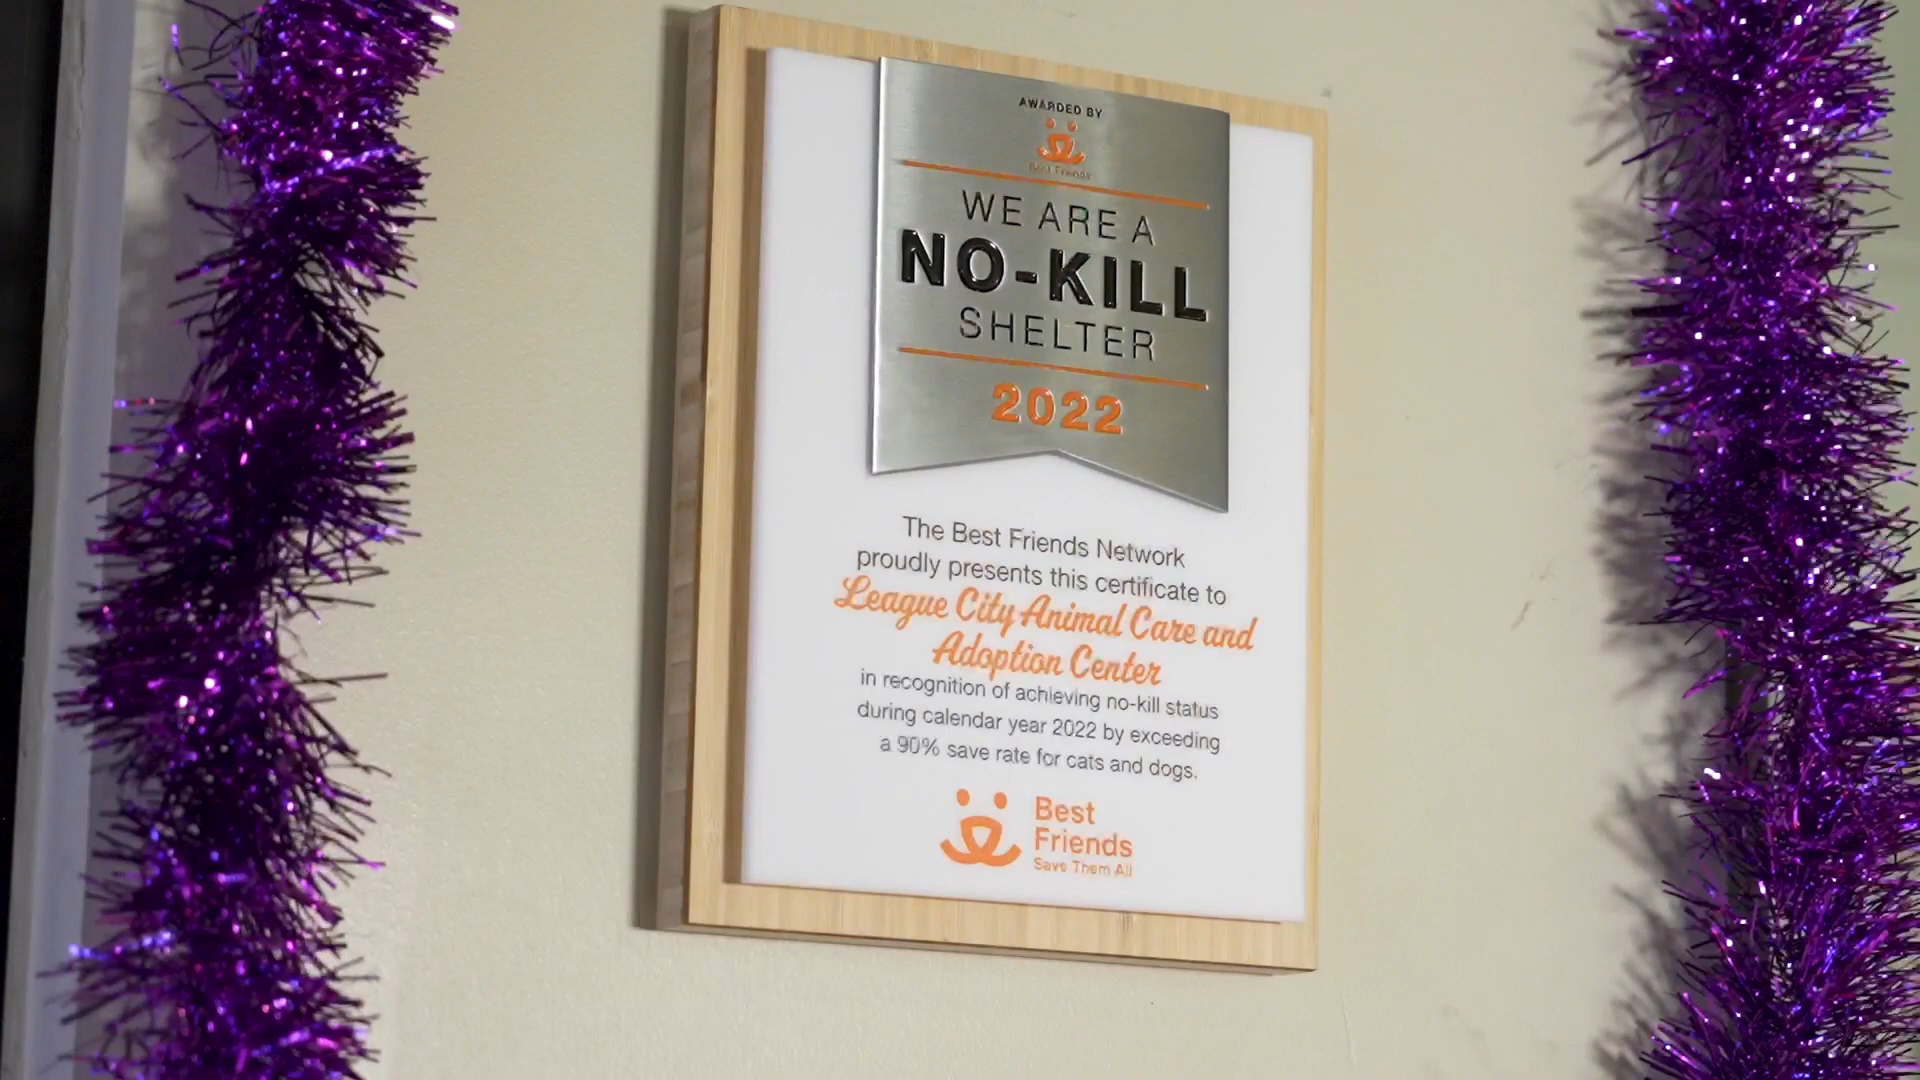 AWARDED BY
Best Friends
WE ARE A
NO-KILL
SHELTER
2022
The Best Friends Network
proudly presents this certificate to
League City Animal Care and
Adoption Center
in recognition of achieving no-kill status
during calendar year 2022 by exceeding
a 90% save rate for cats and dogs.
Best
Friends
Save Them All